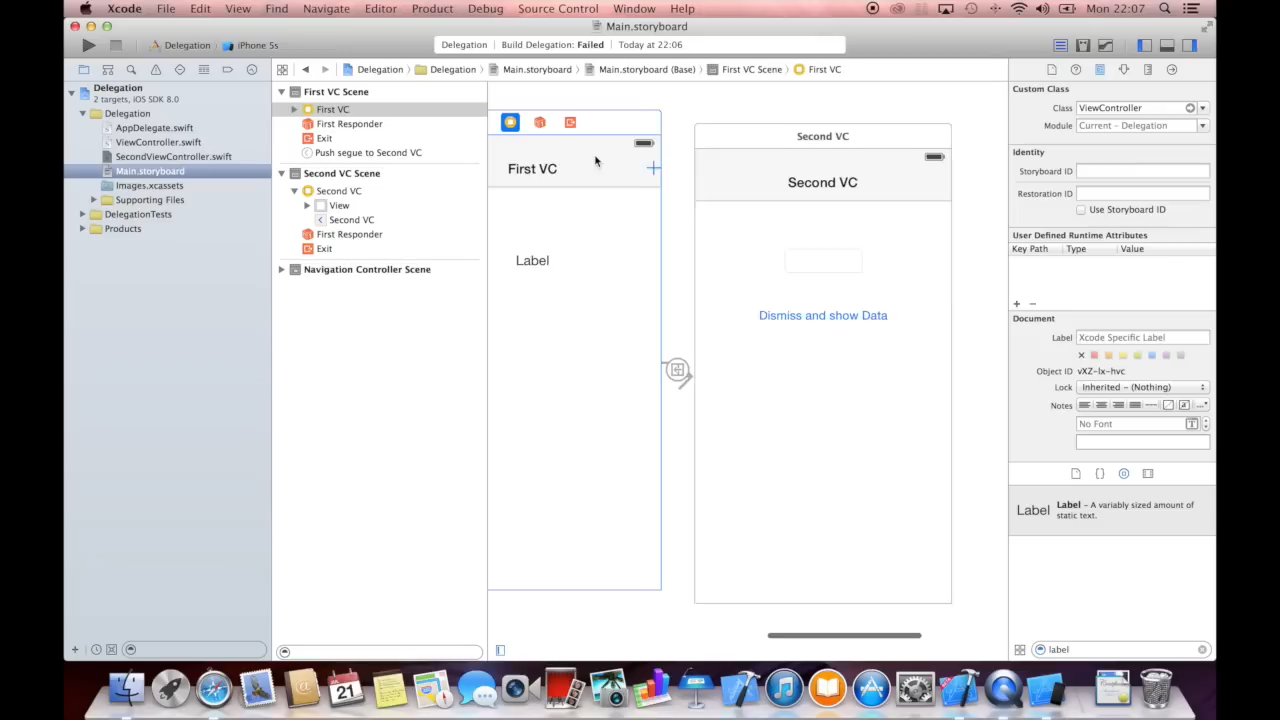 Xcode File Edit View Find Navigate Editor Product Debug Source Control Window Help Mon 22:07
Main.storyboard
Delegation iPhone 5s Delegation Build Delegation: Failed Today at 22:06
Delegation Delegation Main.storyboard Main.storyboard (Base) First VC Scene First VC
Delegation
2 targets, iOS SDK 8.0
Delegation
AppDelegate.swift
ViewController.swift
SecondViewController.swift
Main.storyboard
Images.xcassets
Supporting Files
DelegationTests
Products
First VC Scene
First VC
First Responder
Exit
Push segue to Second VC
Second VC Scene
Second VC
View
Second VC
First Responder
Exit
Navigation Controller Scene
First VC
Label
Second VC
Second VC
Dismiss and show Data
Custom Class
Class ViewController
Module Current – Delegation
Identity
Storyboard ID
Restoration ID
Use Storyboard ID
User Defined Runtime Attributes
Key Path Type Value
Document
Label Xcode Specific Label
Object ID vXZ-lx-hvc
Lock Inherited – (Nothing)
Notes
No Font
Label Label – A variably sized amount of
static text.
label
21